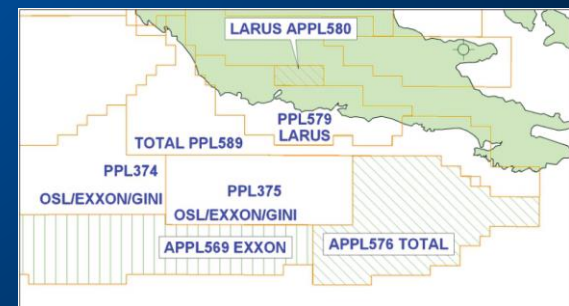 LARUS APPL580
PPL579
LARUS
TOTAL PPL589
PPL374
OSL/EXXON/GINI
PPL375
OSL/EXXON/GINI
APPL569 EXXON
APPL576 TOTAL